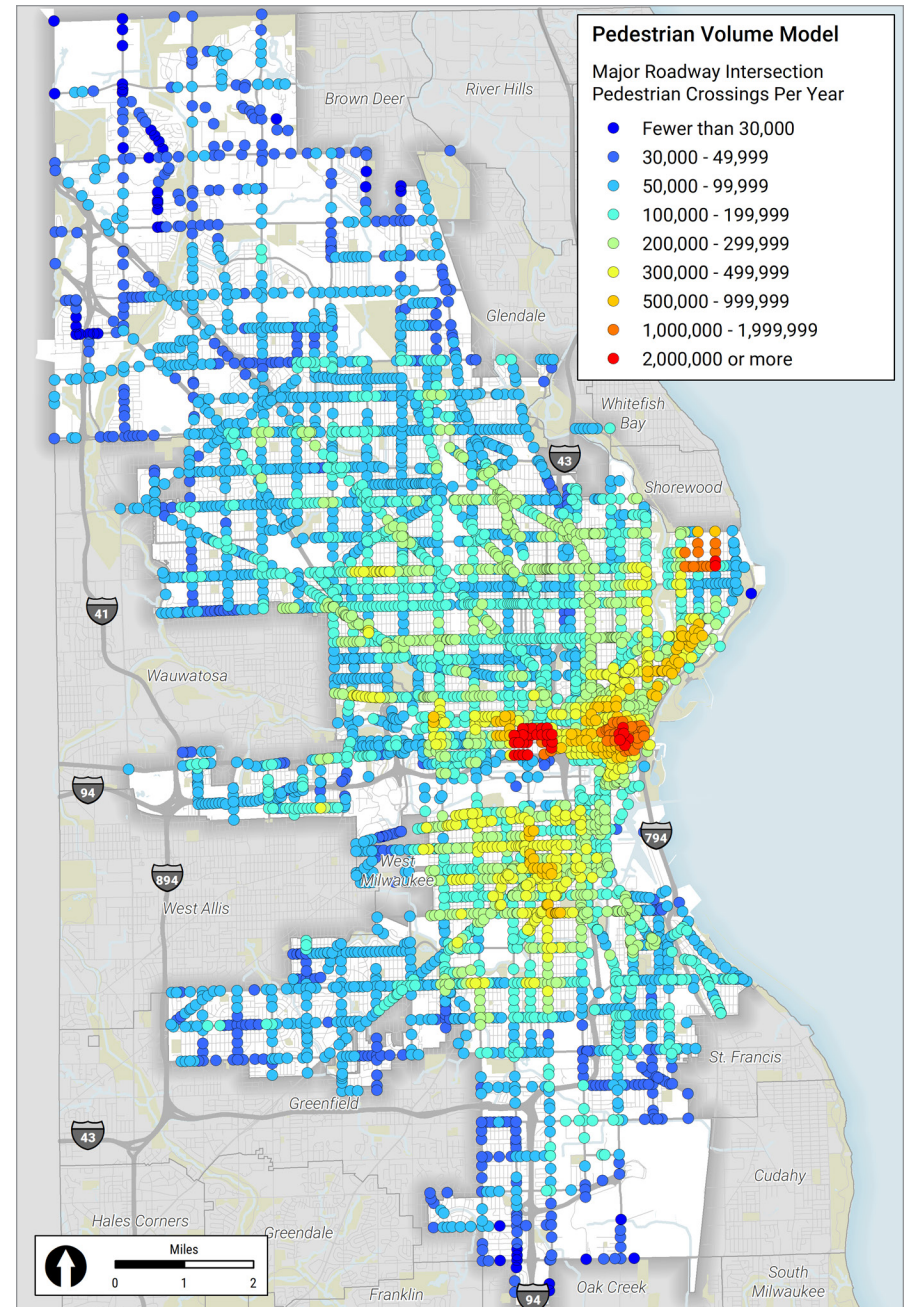 Pedestrian Volume Model
Major Roadway Intersection
Pedestrian Crossings Per Year
Fewer than 30,000
30,000 - 49,999
50,000 - 99,999
100,000 - 199,999
200,000 - 299,999
300,000 - 499,999
500,000 - 999,999
1,000,000 - 1,999,999
2,000,000 or more
Brown Deer
River Hills
Glendale
Whitefish
Bay
43
Shorewood
41
Wauwatosa
94
794
West
Milwaukee
894
West Allis
St. Francis
Greenfield
43
Cudahy
Hales Corners
Greendale
Miles
0 1 2
Franklin
94
Oak Creek
South
Milwaukee